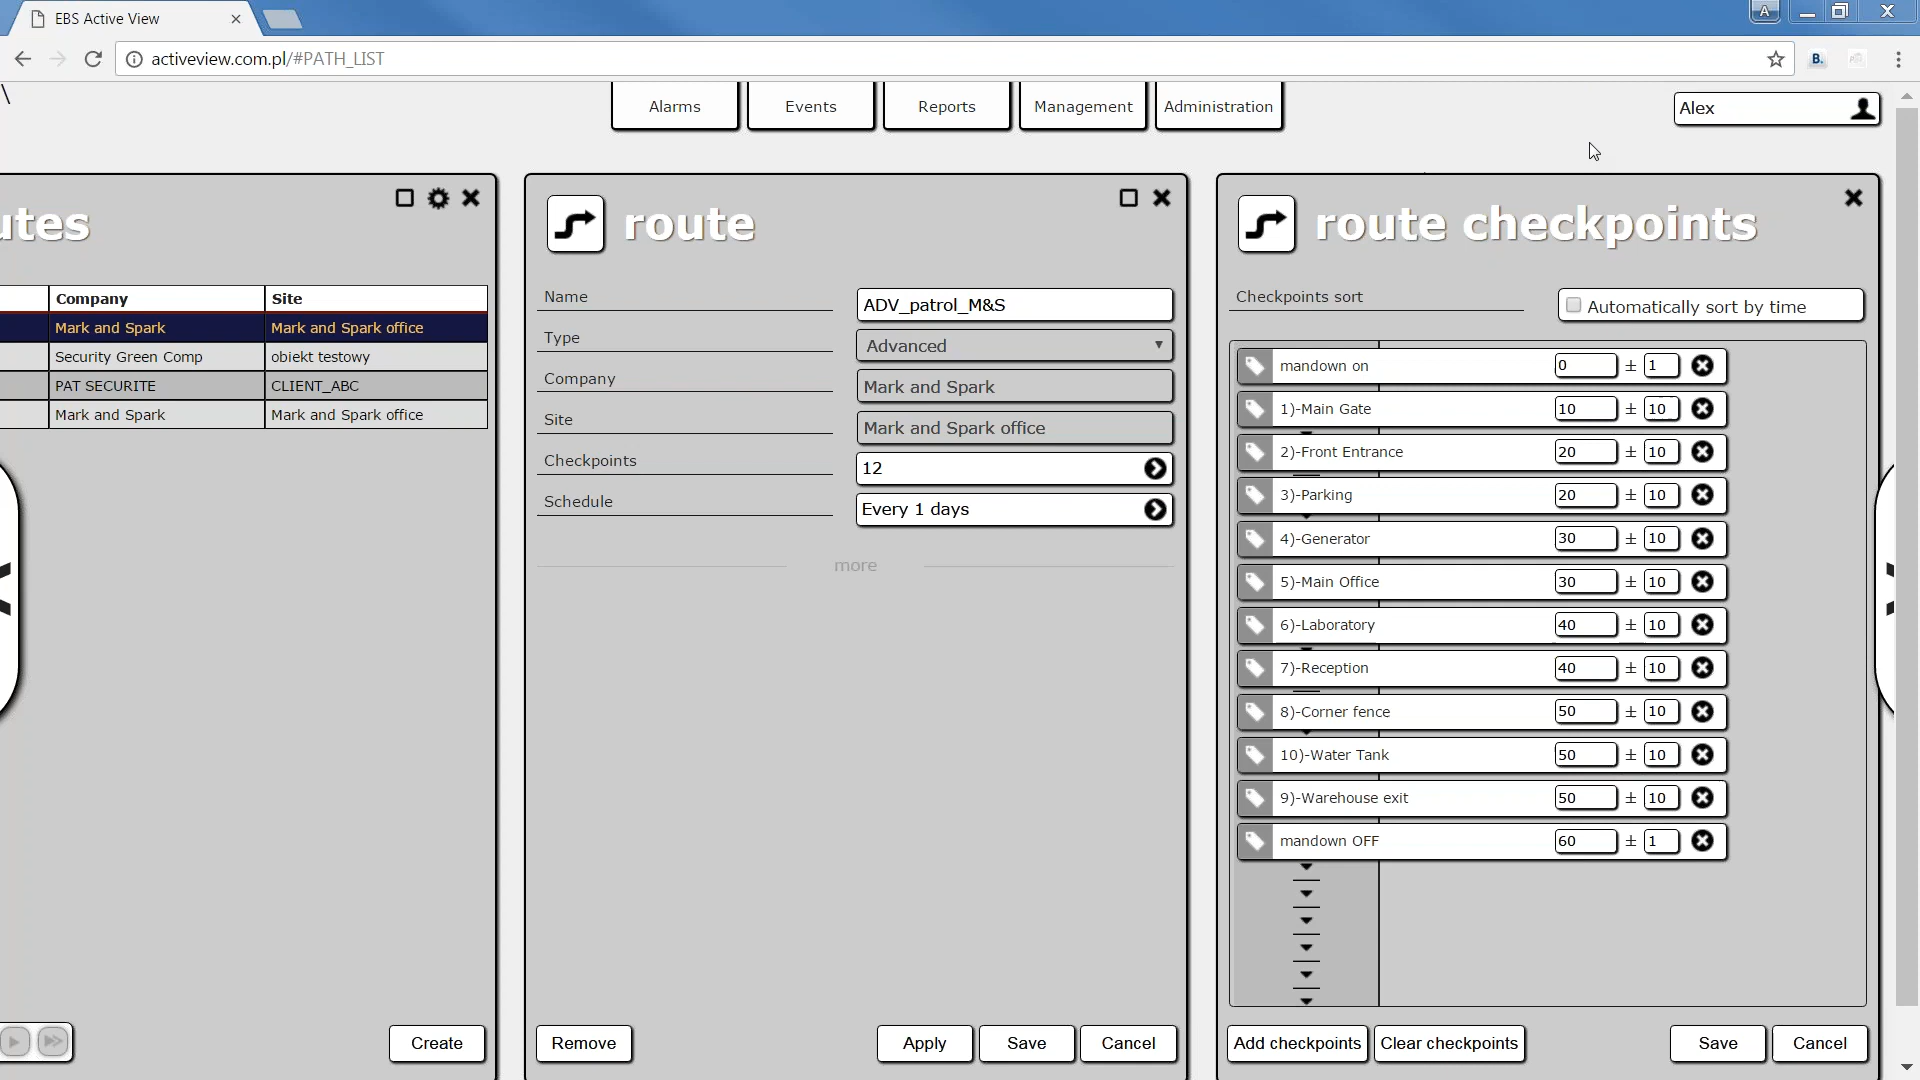 EBS Active View
A
activeview.com.pl/#PATH_LIST
B.
\
Alarms
Events
Reports
Management
Administration
Alex
utes
Company Site
Mark and Spark Mark and Spark office
Security Green Comp obiekt testowy
PAT SECURITE CLIENT_ABC
Mark and Spark Mark and Spark office
Create
route
Name ADV_patrol_M&S
Type Advanced
Company Mark and Spark
Site Mark and Spark office
Checkpoints 12
Schedule Every 1 days
more
Remove
Apply
Save
Cancel
route checkpoints
Checkpoints sort Automatically sort by time
mandown on 0 ± 1
1)-Main Gate 10 ± 10
2)-Front Entrance 20 ± 10
3)-Parking 20 ± 10
4)-Generator 30 ± 10
5)-Main Office 30 ± 10
6)-Laboratory 40 ± 10
7)-Reception 40 ± 10
8)-Corner fence 50 ± 10
10)-Water Tank 50 ± 10
9)-Warehouse exit 50 ± 10
mandown OFF 60 ± 1
Add checkpoints
Clear checkpoints
Save
Cancel